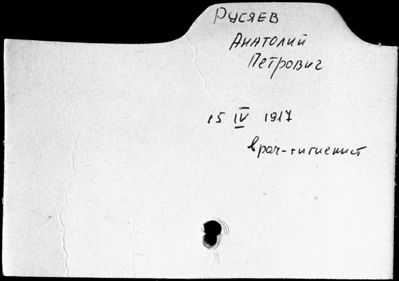 РУСЯЕВ
АНАТОЛИЙ
ПЕТРОВИЧ
15 IV 1917
врач-гигиенист